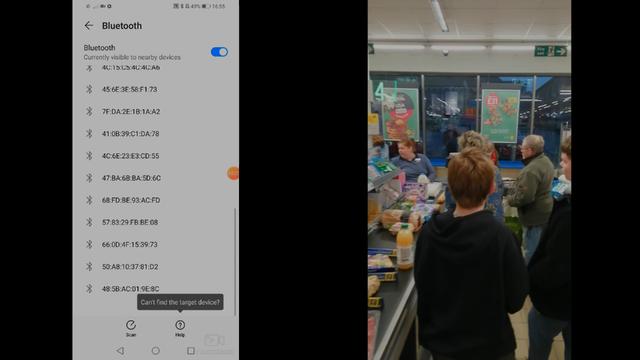 49% 16:55
Bluetooth
Bluetooth
Currently visible to nearby devices
4C:15:C5:4C:4C:A6
45:6E:3E:58:F1:73
7F:DA:2E:1B:1A:A2
41:0B:39:C1:DA:78
4C:6E:23:E3:CD:55
47:BA:6B:BA:5D:6C
68:FD:BE:93:AC:FD
57:83:29:FB:BE:08
66:0D:4F:15:39:73
50:A8:10:37:81:D2
48:5B:AC:01:9E:8C
Can't find the target device?
Scan
Help
4